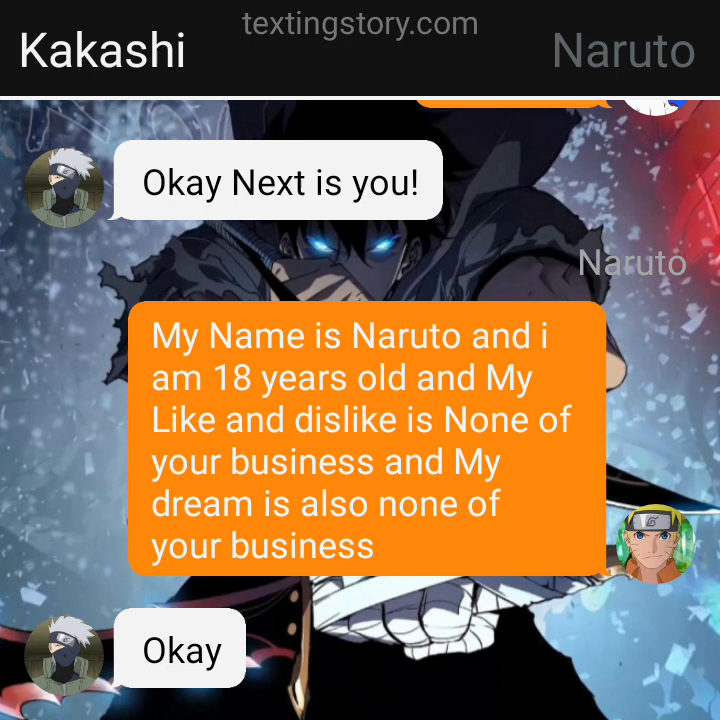 textingstory.com
Kakashi
Naruto
Okay Next is you!
Naruto
My Name is Naruto and i
am 18 years old and My
Like and dislike is None of
your business and My
dream is also none of
your business
Okay